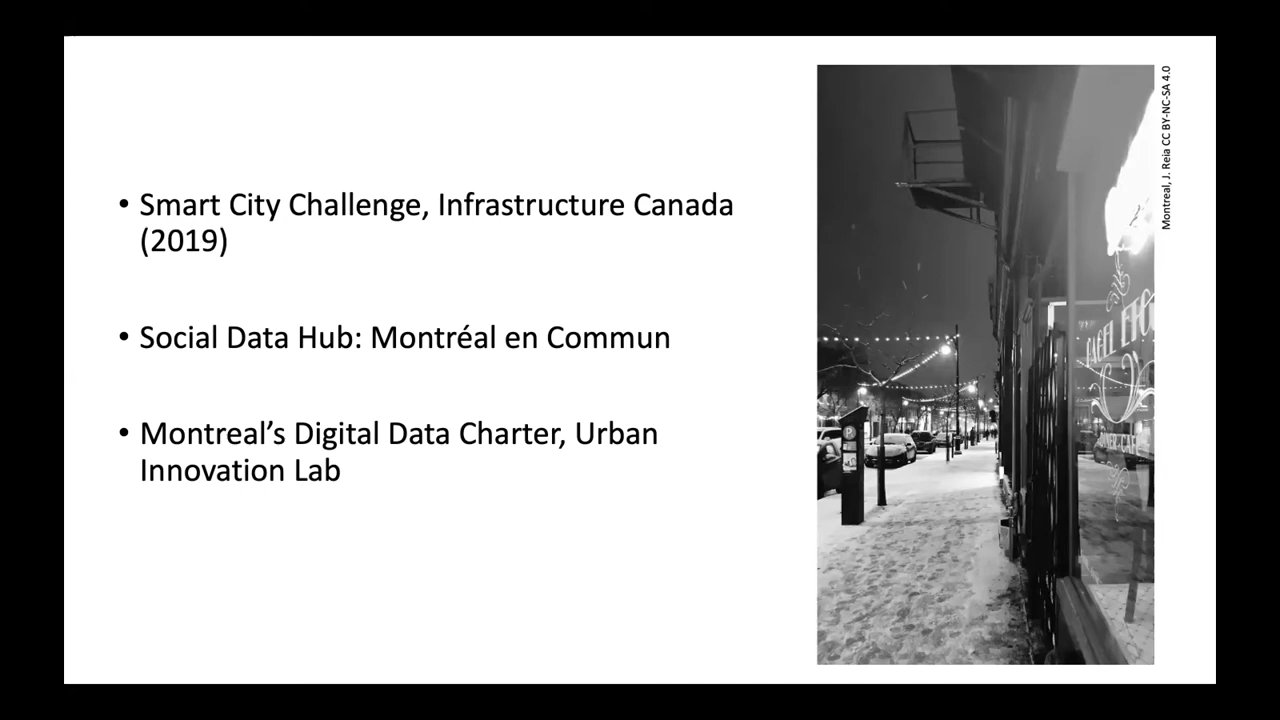 • Smart City Challenge, Infrastructure Canada
(2019)
• Social Data Hub: Montréal en Commun
• Montreal’s Digital Data Charter, Urban
Innovation Lab
Montreal, J. Reia CC BY-NC-SA 4.0
P